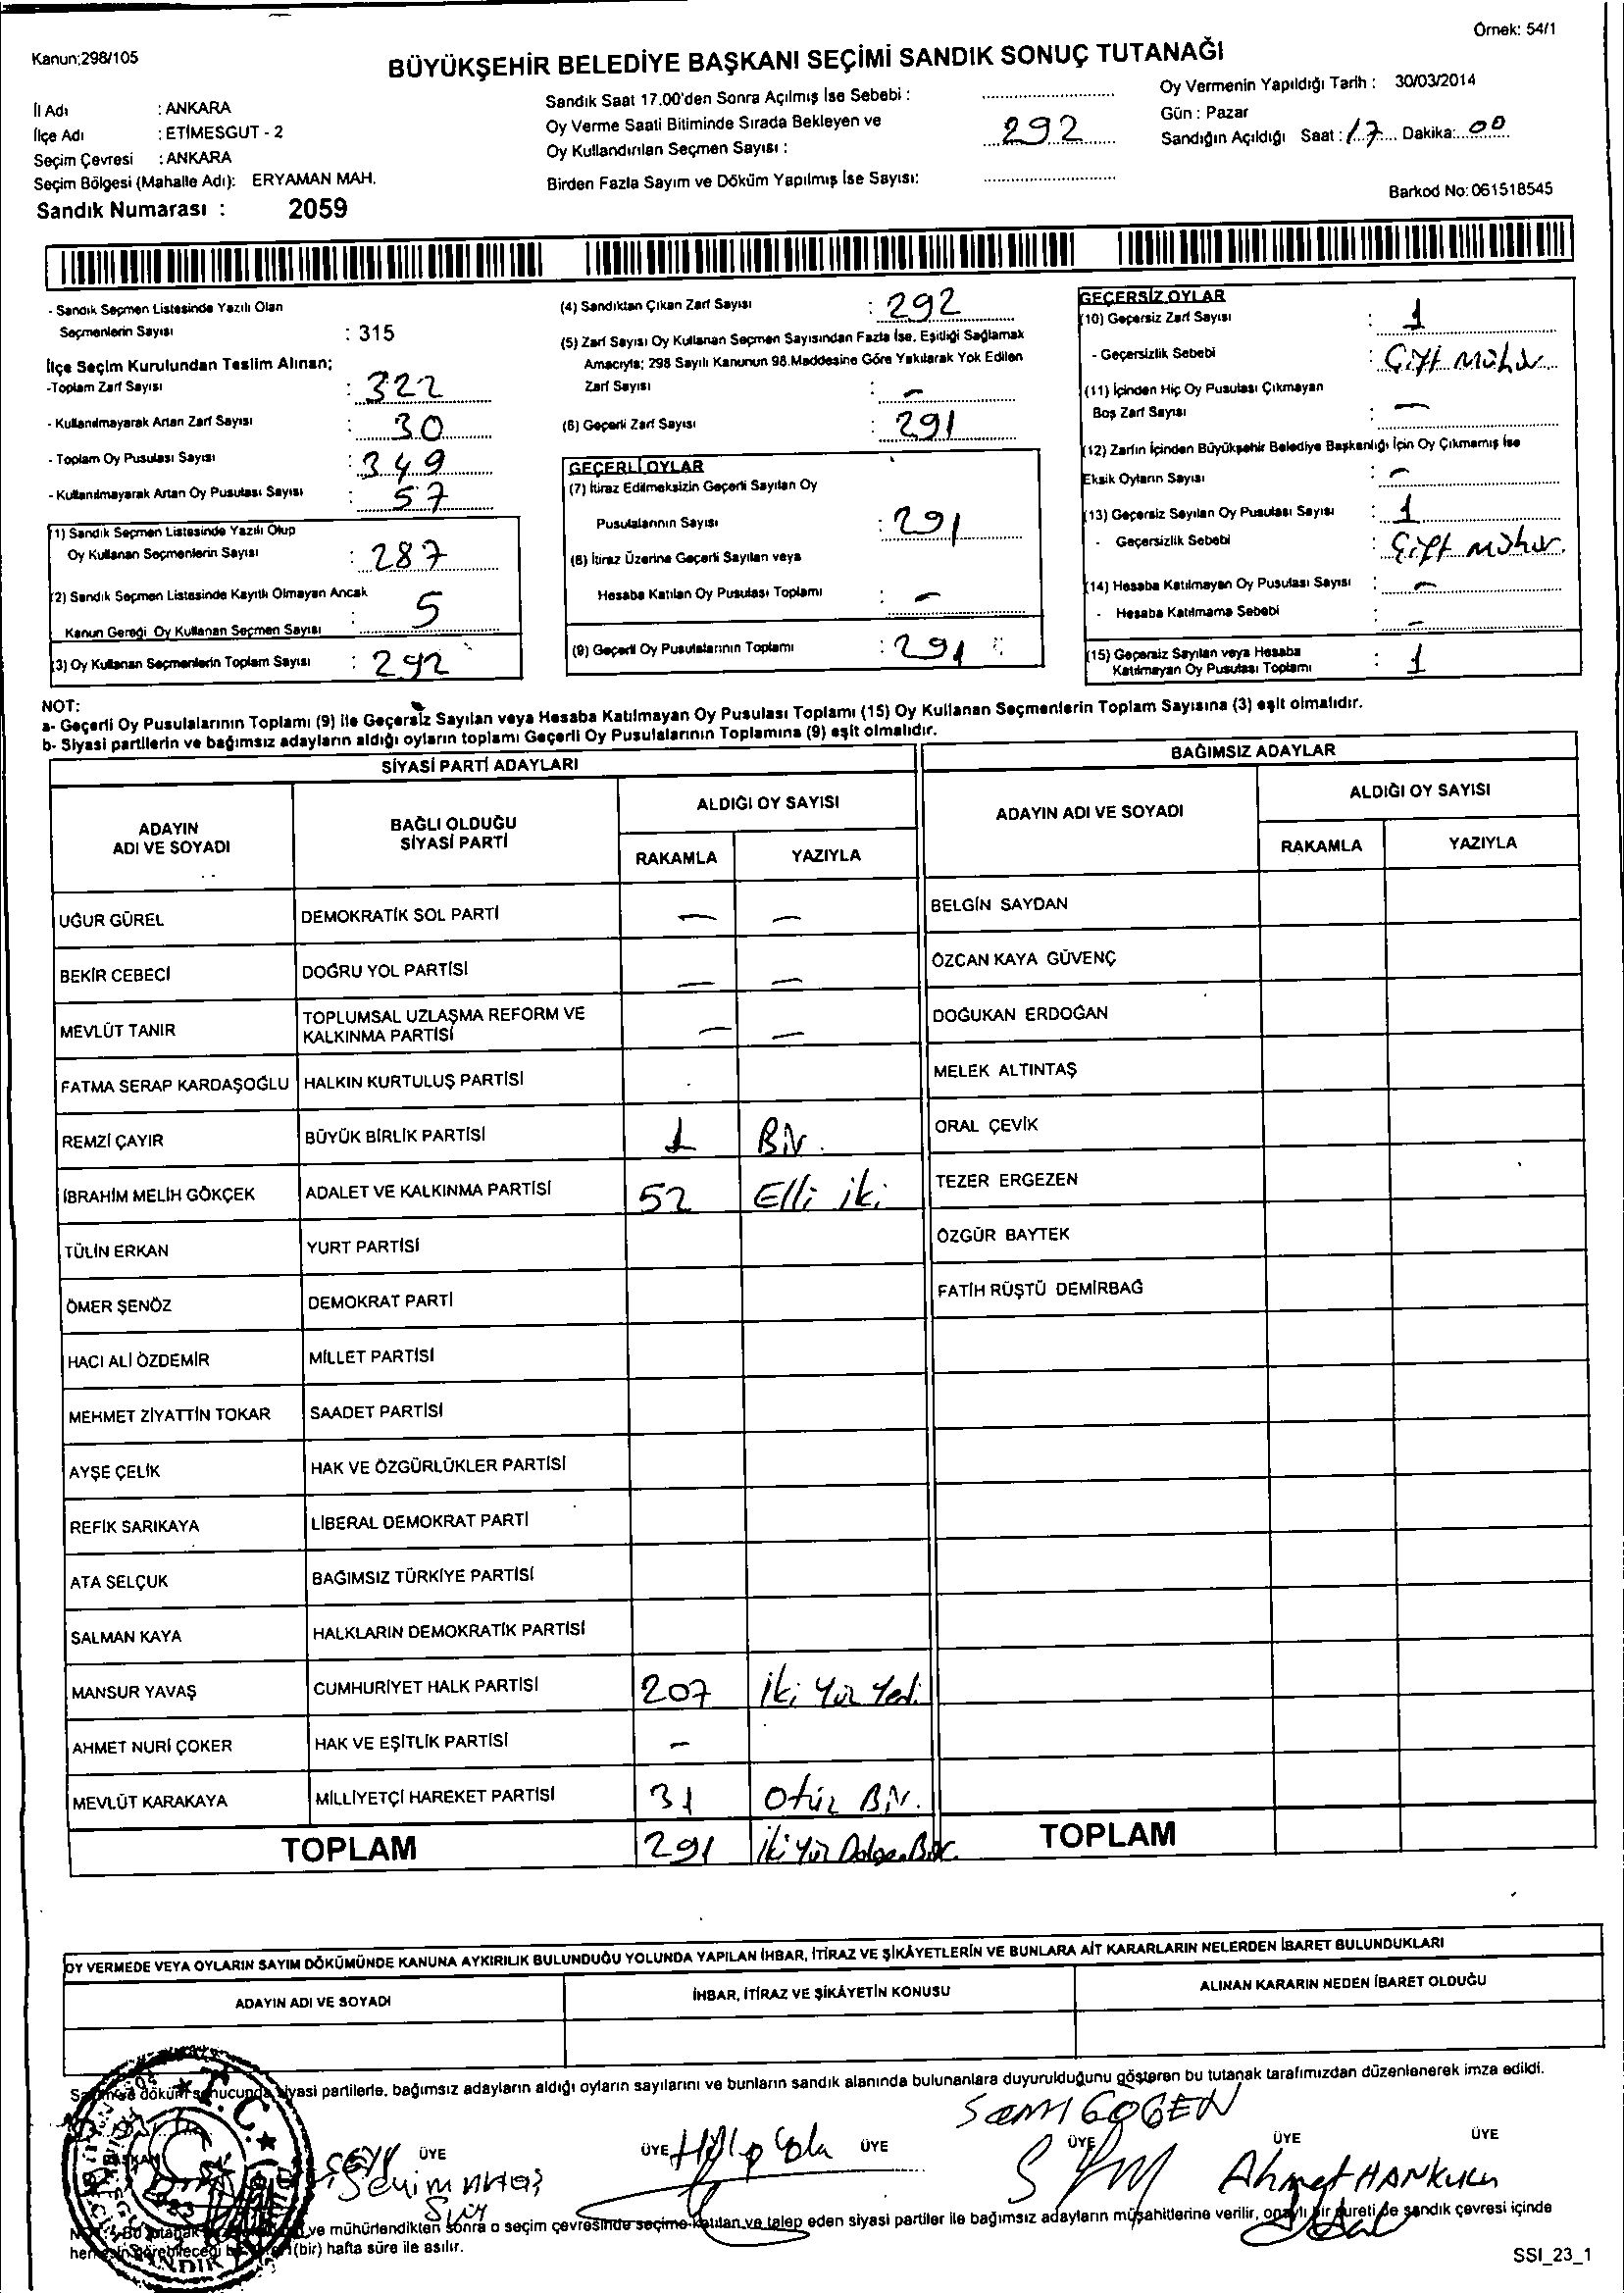 Örnek: 54/1
Kanun;298/105
BÜYÜKŞEHİR BELEDİYE BAŞKANI SEÇİMİ SANDIK SONUÇ TUTANAĞI
İl Adı : ANKARA
İlçe Adı : ETİMESGUT - 2
Seçim Çevresi : ANKARA
Seçim Bölgesi (Mahalle Adı): ERYAMAN MAH.
Sandık Numarası : 2059
Sandık Saat 17.00'den Sonra Açılmış İse Sebebi :
Oy Verme Saati Bitiminde Sırada Bekleyen ve
Oy Kullandırılan Seçmen Sayısı : 292
Birden Fazla Sayım ve Döküm Yapılmış İse Sayısı:
Oy Vermenin Yapıldığı Tarih : 30/03/2014
Gün : Pazar
Sandığın Açıldığı Saat : 17 Dakika: 00
Barkod No: 061518545
- Sandık Seçmen Listesinde Yazılı Olan
Seçmenlerin Sayısı : 315
İlçe Seçim Kurulundan Teslim Alınan;
-Toplam Zarf Sayısı : 322
- Kullanılmayarak Artan Zarf Sayısı : 30
- Toplam Oy Pusulası Sayısı : 349
- Kullanılmayarak Artan Oy Pusulası Sayısı : 57
(1) Sandık Seçmen Listesinde Yazılı Olup
Oy Kullanan Seçmenlerin Sayısı : 287
(2) Sandık Seçmen Listesinde Kayıtlı Olmayan Ancak
Kanun Gereği Oy Kullanan Seçmen Sayısı : 5
(3) Oy Kullanan Seçmenlerin Toplam Sayısı : 292
(4) Sandıktan Çıkan Zarf Sayısı : 292
(5) Zarf Sayısı Oy Kullanan Seçmen Sayısından Fazla İse, Eşitliği Sağlamak
Amacıyla; 298 Sayılı Kanunun 98.Maddesine Göre Yakılarak Yok Edilen
Zarf Sayısı : -
(6) Geçerli Zarf Sayısı : 291
GEÇERLİ OYLAR
(7) İtiraz Edilmeksizin Geçerli Sayılan Oy
Pusulalarının Sayısı : 291
(8) İtiraz Üzerine Geçerli Sayılan veya
Hesaba Katılan Oy Pusulası Toplamı : -
(9) Geçerli Oy Pusulalarının Toplamı : 291
GEÇERSİZ OYLAR
(10) Geçersiz Zarf Sayısı : 1
- Geçersizlik Sebebi : Çift Mühür
(11) İçinden Hiç Oy Pusulası Çıkmayan
Boş Zarf Sayısı : -
(12) Zarfın İçinden Büyükşehir Belediye Başkanlığı İçin Oy Çıkmamış İse
Eksik Oyların Sayısı : -
(13) Geçersiz Sayılan Oy Pusulası Sayısı : 1
- Geçersizlik Sebebi : Çift mühür.
(14) Hesaba Katılmayan Oy Pusulası Sayısı : -
- Hesaba Katılmama Sebebi : -
(15) Geçersiz Sayılan veya Hesaba
Katılmayan Oy Pusulası Toplamı : 1
NOT:
a- Geçerli Oy Pusulalarının Toplamı (9) ile Geçersiz Sayılan veya Hesaba Katılmayan Oy Pusulası Toplamı (15) Oy Kullanan Seçmenlerin Toplam Sayısına (3) eşit olmalıdır.
b- Siyasi partilerin ve bağımsız adayların aldığı oyların toplamı Geçerli Oy Pusulalarının Toplamına (9) eşit olmalıdır.
SİYASİ PARTİ ADAYLARI
ADAYIN
ADI VE SOYADI
BAĞLI OLDUĞU
SİYASİ PARTİ
ALDIĞI OY SAYISI
RAKAMLA YAZIYLA
UĞUR GÜREL DEMOKRATİK SOL PARTİ - -
BEKİR CEBECİ DOĞRU YOL PARTİSİ - -
MEVLÜT TANIR TOPLUMSAL UZLAŞMA REFORM VE
KALKINMA PARTİSİ - -
FATMA SERAP KARDAŞOĞLU HALKIN KURTULUŞ PARTİSİ
REMZİ ÇAYIR BÜYÜK BİRLİK PARTİSİ 1 Bir.
İBRAHİM MELİH GÖKÇEK ADALET VE KALKINMA PARTİSİ 52 Elli iki
TÜLİN ERKAN YURT PARTİSİ
ÖMER ŞENÖZ DEMOKRAT PARTİ
HACI ALİ ÖZDEMİR MİLLET PARTİSİ
MEHMET ZİYATTİN TOKAR SAADET PARTİSİ
AYŞE ÇELİK HAK VE ÖZGÜRLÜKLER PARTİSİ
REFİK SARIKAYA LİBERAL DEMOKRAT PARTİ
ATA SELÇUK BAĞIMSIZ TÜRKİYE PARTİSİ
SALMAN KAYA HALKLARIN DEMOKRATİK PARTİSİ
MANSUR YAVAŞ CUMHURİYET HALK PARTİSİ 207 İki Yüz Yedi
AHMET NURİ ÇOKER HAK VE EŞİTLİK PARTİSİ -
MEVLÜT KARAKAYA MİLLİYETÇİ HAREKET PARTİSİ 31 Otuz Bir.
TOPLAM 291 İki Yüz
BAĞIMSIZ ADAYLAR
ADAYIN ADI VE SOYADI
ALDIĞI OY SAYISI
RAKAMLA YAZIYLA
BELGİN SAYDAN
ÖZCAN KAYA GÜVENÇ
DOĞUKAN ERDOĞAN
MELEK ALTINTAŞ
ORAL ÇEVİK
TEZER ERGEZEN
ÖZGÜR BAYTEK
FATİH RÜŞTÜ DEMİRBAĞ
TOPLAM
OY VERMEDE VEYA OYLARIN SAYIM DÖKÜMÜNDE KANUNA AYKIRILIK BULUNDUĞU YOLUNDA YAPILAN İHBAR, İTİRAZ VE ŞİKÂYETLERİN VE BUNLARA AİT KARARLARIN NELERDEN İBARET BULUNDUKLARI
ADAYIN ADI VE SOYADI İHBAR, İTİRAZ VE ŞİKÂYETİN KONUSU ALINAN KARARIN NEDEN İBARET OLDUĞU
siyasi partilerle, bağımsız adayların aldığı oyların sayılarını ve bunların sandık alanında bulunanlara duyurulduğunu gösteren bu tutanak tarafımızdan düzenlenerek imza edildi.
T.C.
ÜYE ÜYE ÜYE ÜYE ÜYE ÜYE
Ahmet HANKULU
ve mühürlendikten sonra o seçim çevresinde seçime katılan ve talep eden siyasi partiler ile bağımsız adayların müşahitlerine verilir, onaylı bir sureti de sandık çevresi içinde
(bir) hafta süre ile asılır.
SANDIK
SSI_23_1